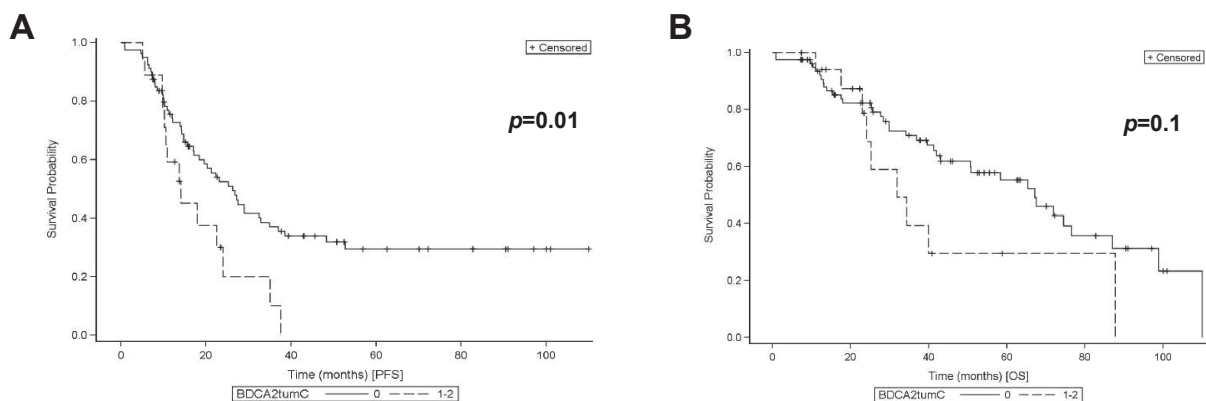 A
+ Censored
p=0.01
Survival Probability
1.0
0.8
0.6
0.4
0.2
0.0
0 20 40 60 80 100
Time (months) [PFS]
BDCA2tumC 0 1-2
B
+ Censored
p=0.1
Survival Probability
1.0
0.8
0.6
0.4
0.2
0.0
0 20 40 60 80 100
Time (months) [OS]
BDCA2tumC 0 1-2